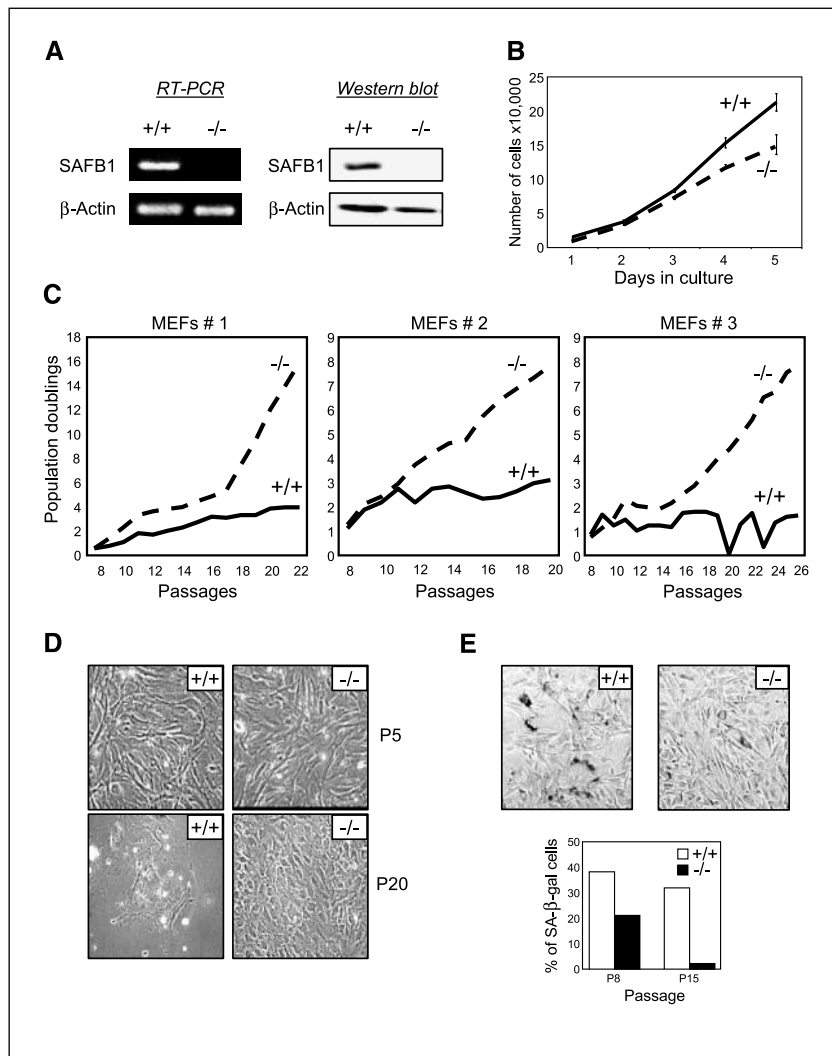 A
RT-PCR
Western blot
+/+ -/-
+/+ -/-
SAFB1
β-Actin
SAFB1
β-Actin
B
Number of cells x10,000
25
20
15
10
5
0
+/+
-/-
1 2 3 4 5
Days in culture
C
MEFs # 1
Population doublings
18
16
14
12
10
8
6
4
2
0
-/-
+/+
8 10 12 14 16 18 20 22
Passages
MEFs # 2
9
8
7
6
5
4
3
2
1
0
-/-
+/+
8 10 12 14 16 18 20
Passages
MEFs # 3
9
8
7
6
5
4
3
2
1
0
-/-
+/+
8 10 12 14 16 18 20 22 24 26
Passages
D
+/+
-/-
P5
+/+
-/-
P20
E
+/+
-/-
% of SA-β-gal cells
50
40
30
20
10
0
+/+
-/-
P8 P15
Passage